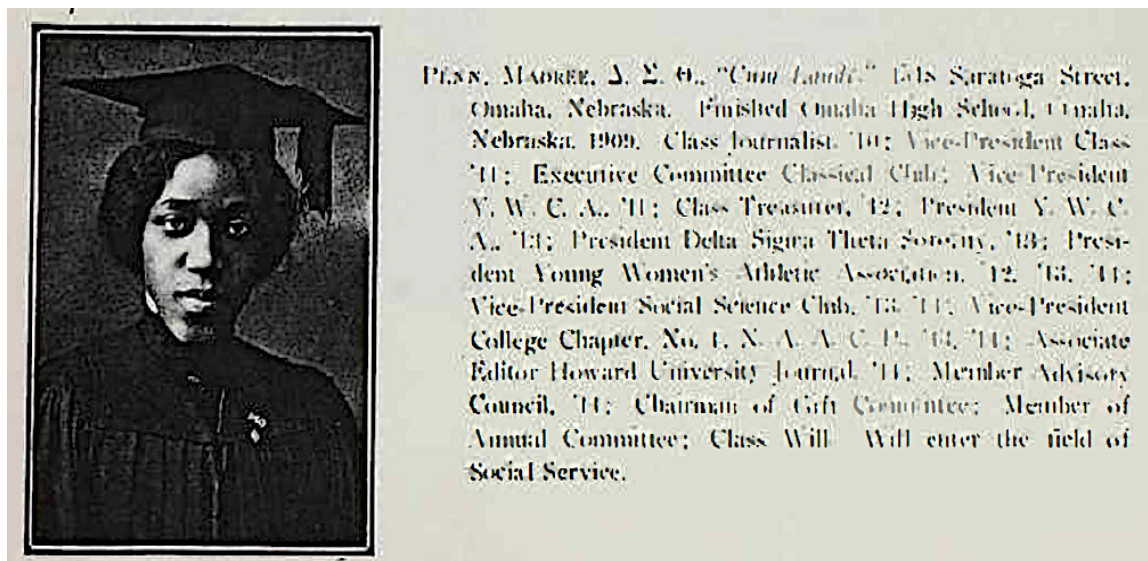 PENN, MADREE, Δ. Σ. Θ., "Cum Laude." Saratoga Street,
Omaha, Nebraska. Finished Omaha High School, Omaha,
Nebraska, 1909. Class Journalist, '10; Vice-President Class
'11; Executive Committee Classical Club; Vice President
Y. W. C. A., '11; Class Treasurer, '12; President Y. W. C.
A., '13; President Delta Sigma Theta Sorority, '13; Presi-
dent Young Women's Athletic Association, '12, '13, '14;
Vice-President Social Science Club, '13, '14; Vice-President
College Chapter, No. 1, N. A. A. C. P., '13, '14; Associate
Editor Howard University Journal, '14; Member Advisory
Council, '14; Chairman of Gift Committee; Member of
Annual Committee; Class Will Will enter the field of
Social Service.